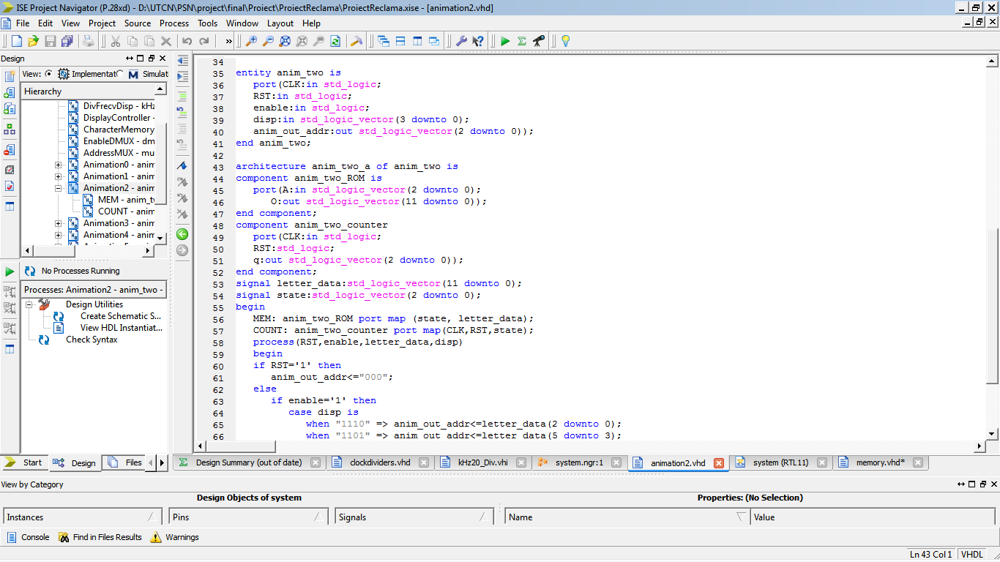 ISE Project Navigator (P.28xd) - D:\UTCN\PSN\project\final\Proiect\ProiectReclama\ProiectReclama.xise - [animation2.vhd]
File Edit View Project Source Process Tools Window Layout Help
»
Design
View: Implementat Simulat
Hierarchy
DivFrecvDisp - kHz
DisplayController -
CharacterMemory
EnableDMUX - dm
AddressMUX - mu
Animation0 - anim
Animation1 - anim
Animation2 - anim
MEM - anim_tw
COUNT - anim
Animation3 - anim
Animation4 - anim
No Processes Running
Processes: Animation2 - anim_two -
Design Utilities
Create Schematic S...
View HDL Instantiat...
Check Syntax
Start Design Files
34
35 entity anim_two is
36 port(CLK:in std_logic;
37 RST:in std_logic;
38 enable:in std_logic;
39 disp:in std_logic_vector(3 downto 0);
40 anim_out_addr:out std_logic_vector(2 downto 0));
41 end anim_two;
42
43 architecture anim_two_a of anim_two is
44 component anim_two_ROM is
45 port(A:in std_logic_vector(2 downto 0);
46 O:out std_logic_vector(11 downto 0));
47 end component;
48 component anim_two_counter
49 port(CLK:in std_logic;
50 RST:std_logic;
51 q:out std_logic_vector(2 downto 0));
52 end component;
53 signal letter_data:std_logic_vector(11 downto 0);
54 signal state:std_logic_vector(2 downto 0);
55 begin
56 MEM: anim_two_ROM port map (state, letter_data);
57 COUNT: anim_two_counter port map(CLK,RST,state);
58 process(RST,enable,letter_data,disp)
59 begin
60 if RST='1' then
61 anim_out_addr<="000";
62 else
63 if enable='1' then
64 case disp is
65 when "1110" => anim_out_addr<=letter_data(2 downto 0);
66 when "1101" => anim_out_addr<=letter_data(5 downto 3);
Design Summary (out of date) clockdividers.vhd kHz20_Div.vhi system.ngr:1 animation2.vhd system (RTL11) memory.vhd*
View by Category
Design Objects of system Properties: (No Selection)
Instances Pins Signals Name Value
Console Find in Files Results Warnings
Ln 43 Col 1 VHDL